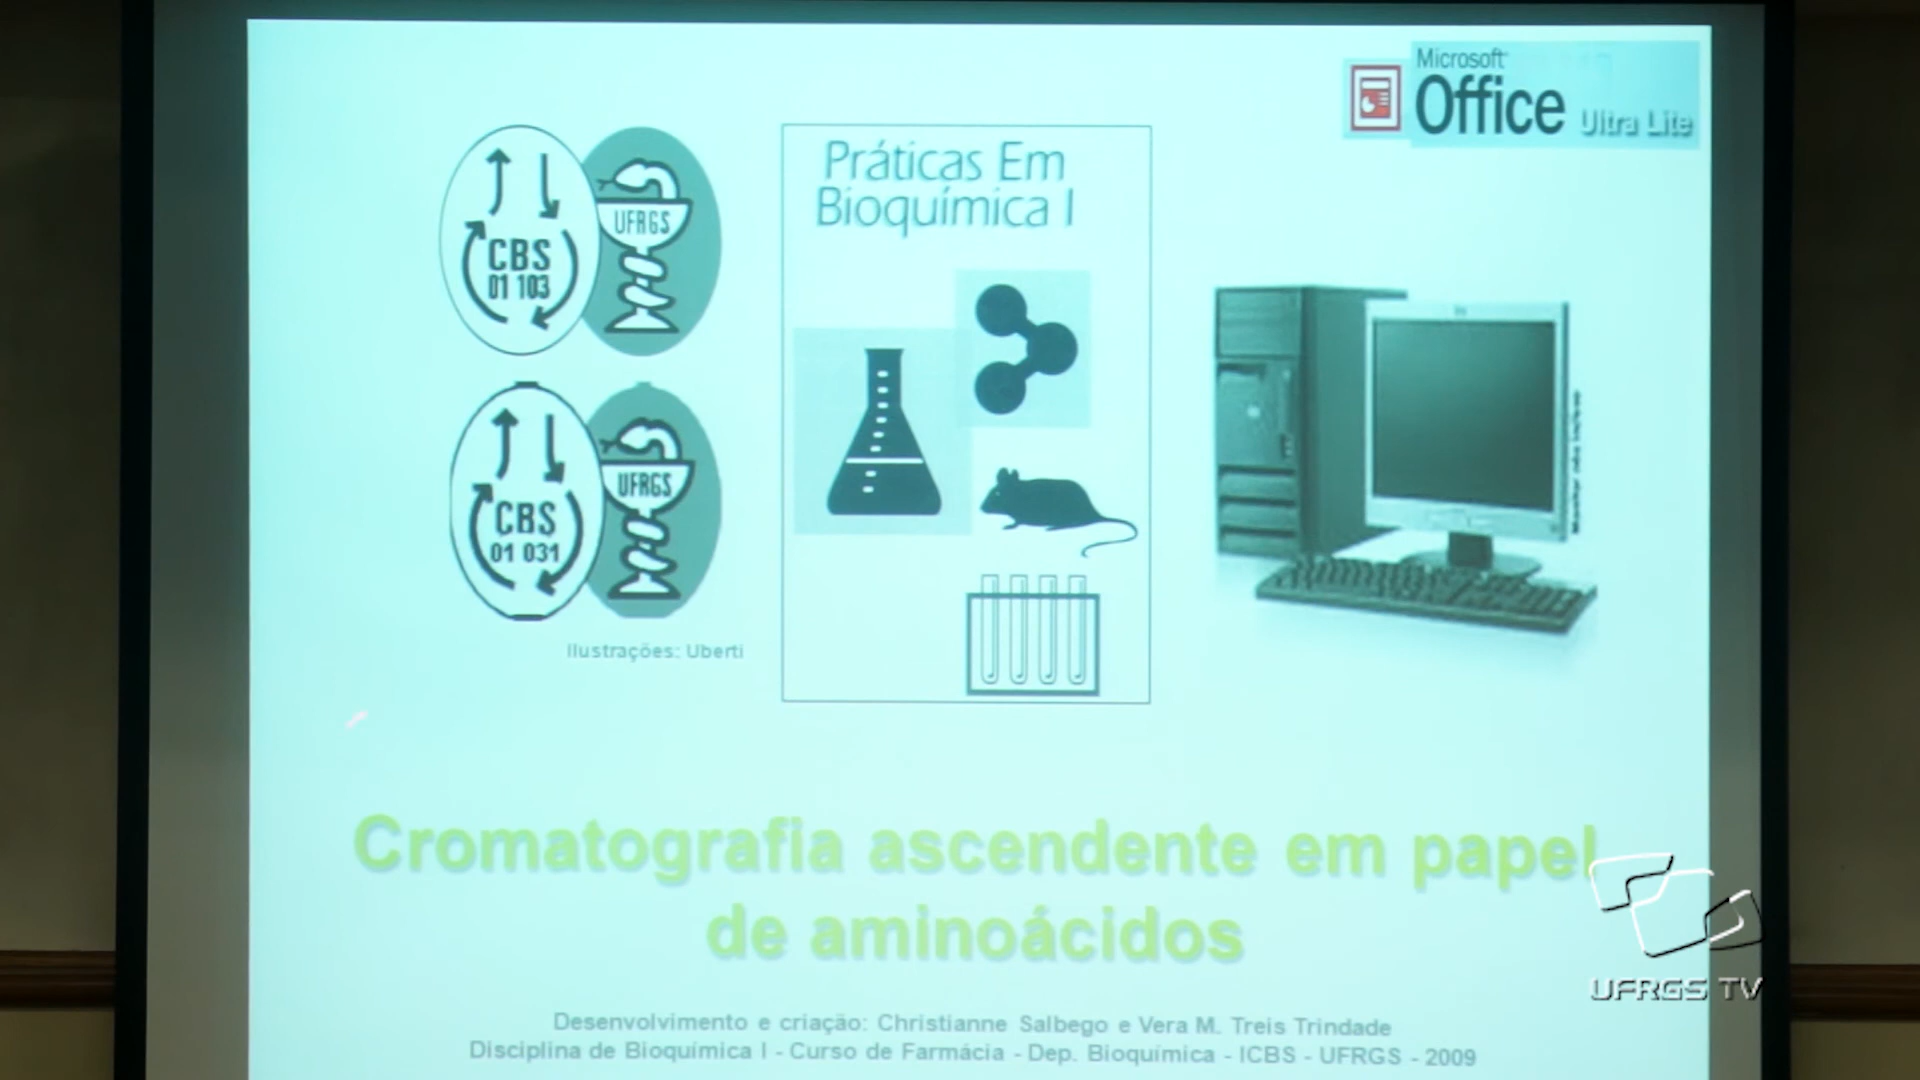 Microsoft
Office Ultra Lite
Práticas Em
Bioquímica I
UFRGS
CBS
01 103
UFRGS
CBS
01 031
Ilustrações: Uberti
Cromatografia ascendente em papel
de aminoácidos
UFRGS TV
Desenvolvimento e criação: Christianne Salbego e Vera M. Treis Trindade
Disciplina de Bioquímica I - Curso de Farmácia - Dep. Bioquímica - ICBS - UFRGS - 2009